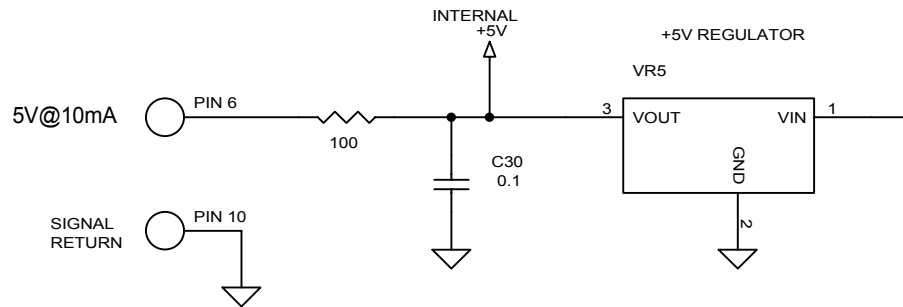 INTERNAL
+5V
+5V REGULATOR
VR5
5V@10mA
PIN 6
100
3
VOUT
VIN
1
GND
2
C30
0.1
SIGNAL
RETURN
PIN 10